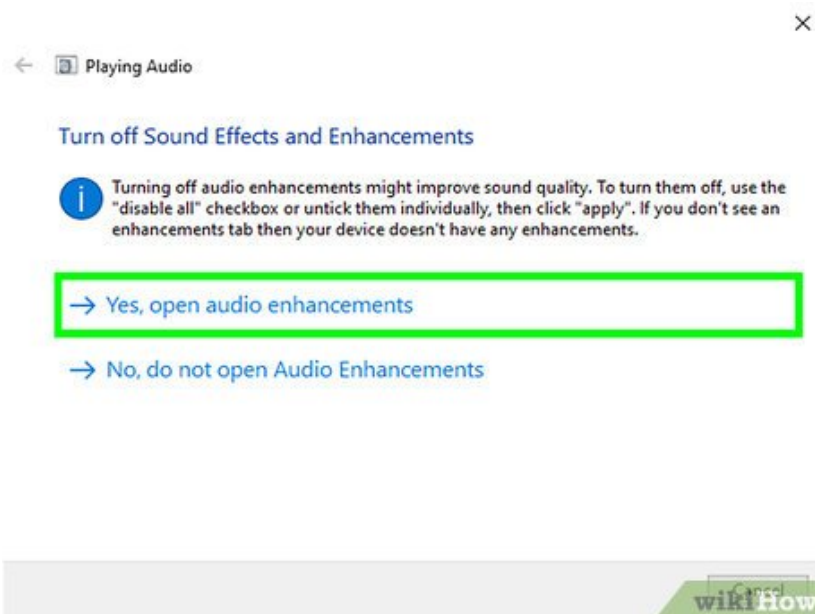 Playing Audio
Turn off Sound Effects and Enhancements
Turning off audio enhancements might improve sound quality. To turn them off, use the
"disable all" checkbox or untick them individually, then click "apply". If you don't see an
enhancements tab then your device doesn't have any enhancements.
Yes, open audio enhancements
No, do not open Audio Enhancements
wikiHow